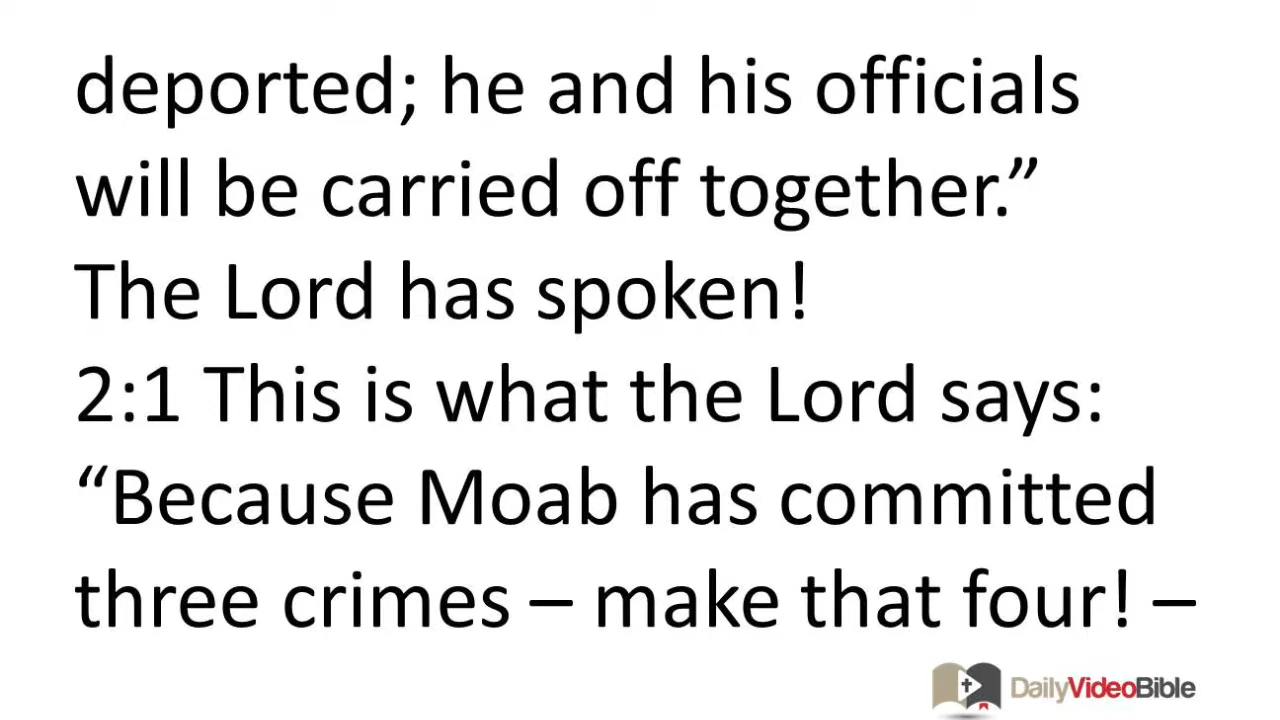 deported; he and his officials
will be carried off together.”
The Lord has spoken!
2:1 This is what the Lord says:
“Because Moab has committed
three crimes – make that four! –
DailyVideoBible